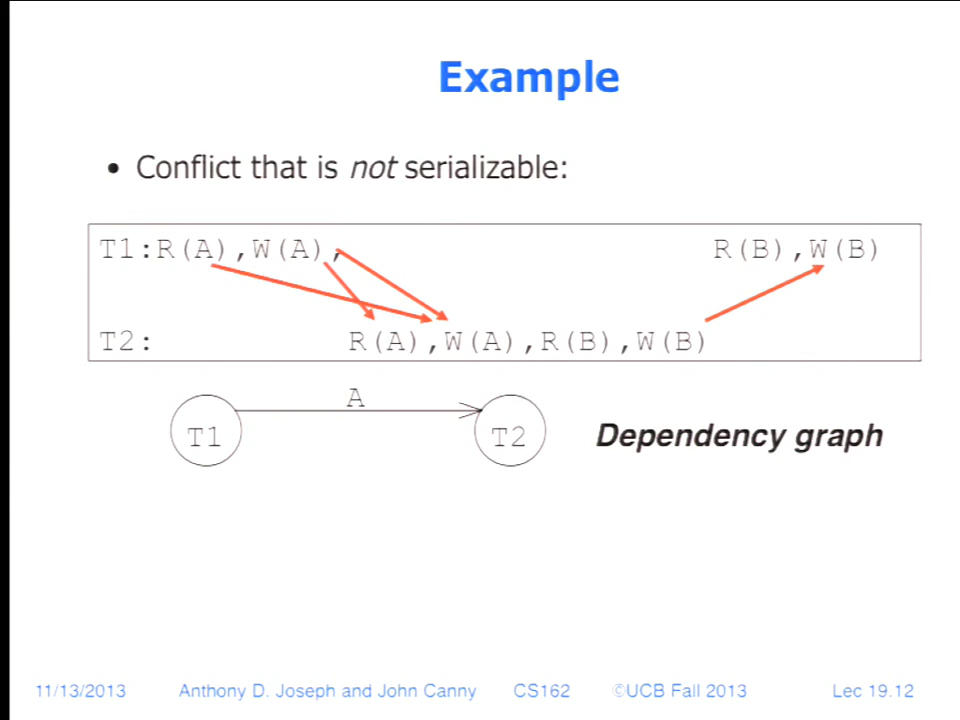 Example
• Conflict that is not serializable:
T1:R(A),W(A), R(B),W(B)
T2: R(A),W(A),R(B),W(B)
A
T1 T2 Dependency graph
11/13/2013 Anthony D. Joseph and John Canny CS162 ©UCB Fall 2013 Lec 19.12